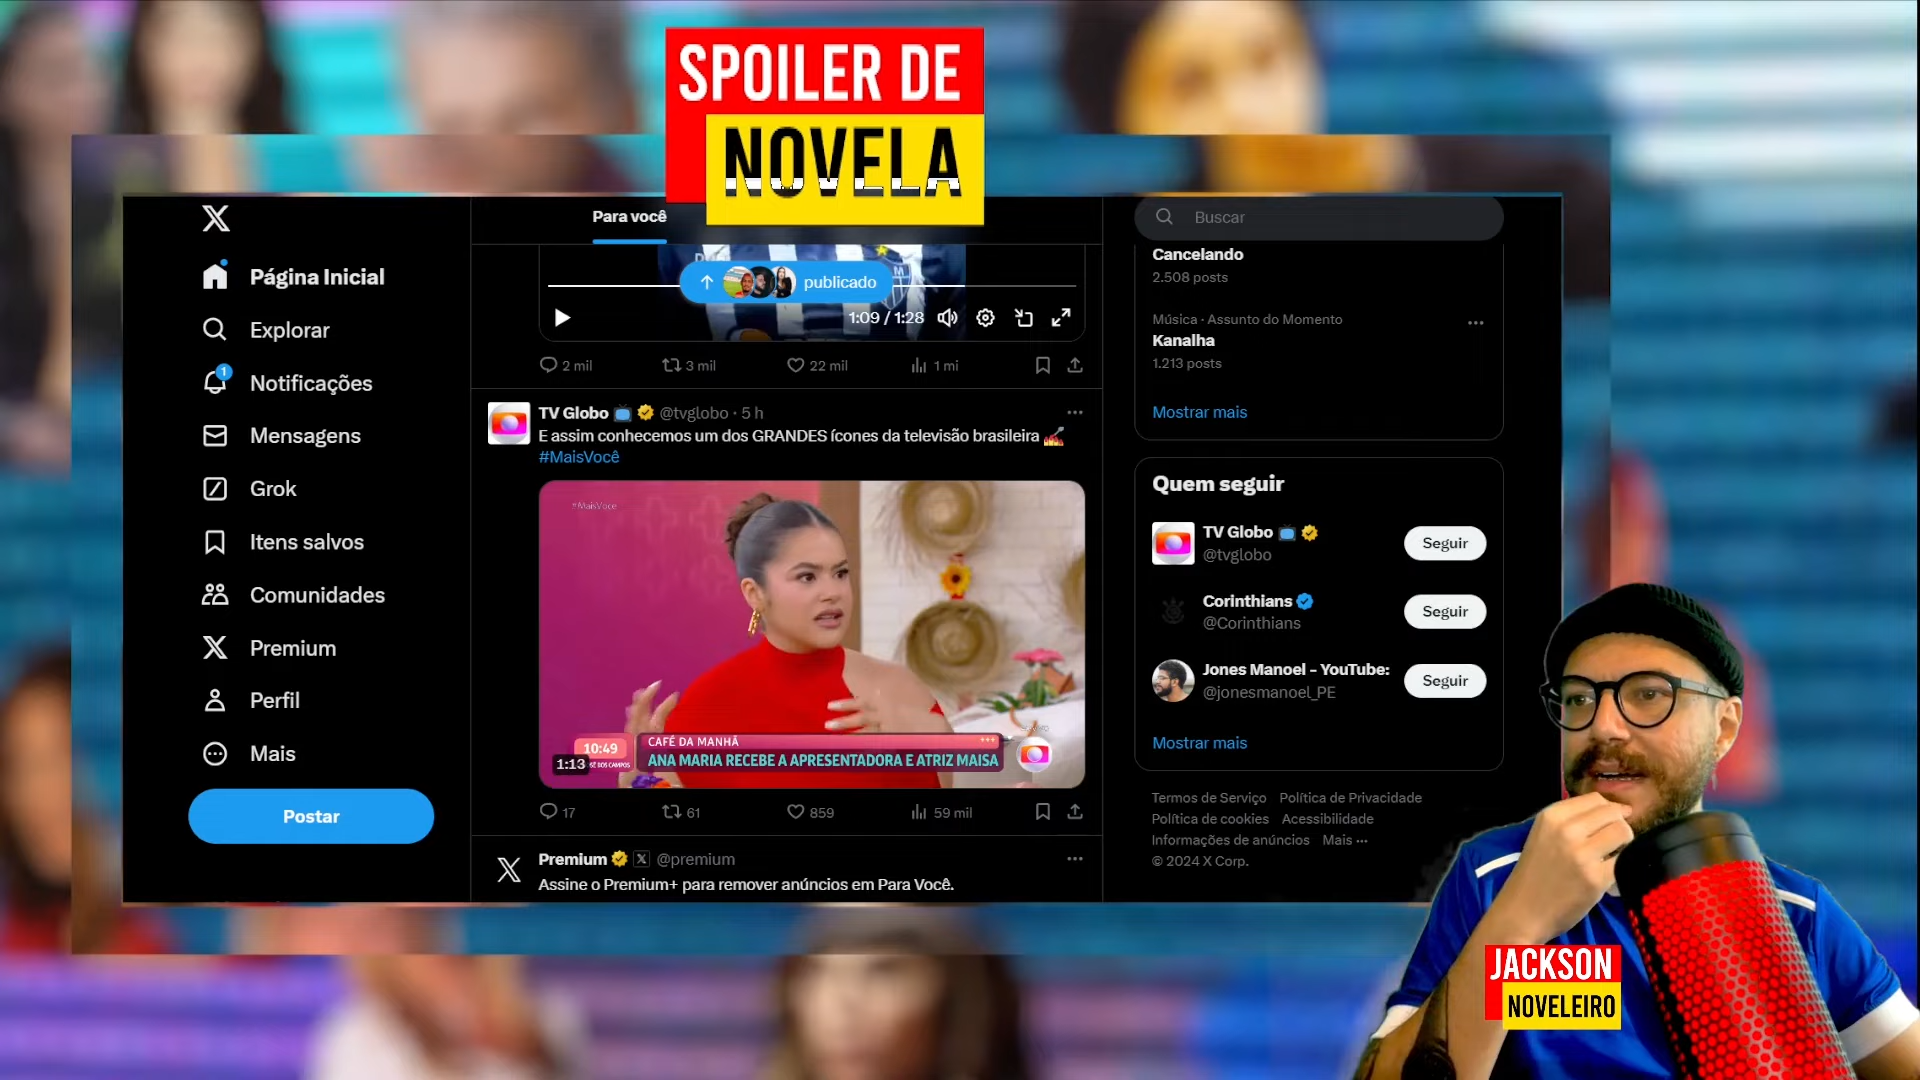 SPOILER DE
NOVELA
Página Inicial
Explorar
1
Notificações
Mensagens
Grok
Itens salvos
Comunidades
Premium
Perfil
Mais
Postar
Para você
publicado
1:09 / 1:28
2 mil
3 mil
22 mil
1 mi
TV Globo @tvglobo · 5 h
E assim conhecemos um dos GRANDES ícones da televisão brasileira
#MaisVocê
#MaisVoce
10:49
CAFÉ DA MANHÃ
1:13
ANA MARIA RECEBE A APRESENTADORA E ATRIZ MAISA
17
61
859
59 mil
Premium @premium
Assine o Premium+ para remover anúncios em Para Você.
Buscar
Cancelando
2.508 posts
Música · Assunto do Momento
Kanalha
1.213 posts
Mostrar mais
Quem seguir
TV Globo
@tvglobo
Seguir
Corinthians
@Corinthians
Seguir
Jones Manoel - YouTube:
@jonesmanoel_PE
Seguir
Mostrar mais
Termos de Serviço Política de Privacidade
Política de cookies Acessibilidade
Informações de anúncios Mais ···
© 2024 X Corp.
JACKSON
NOVELEIRO